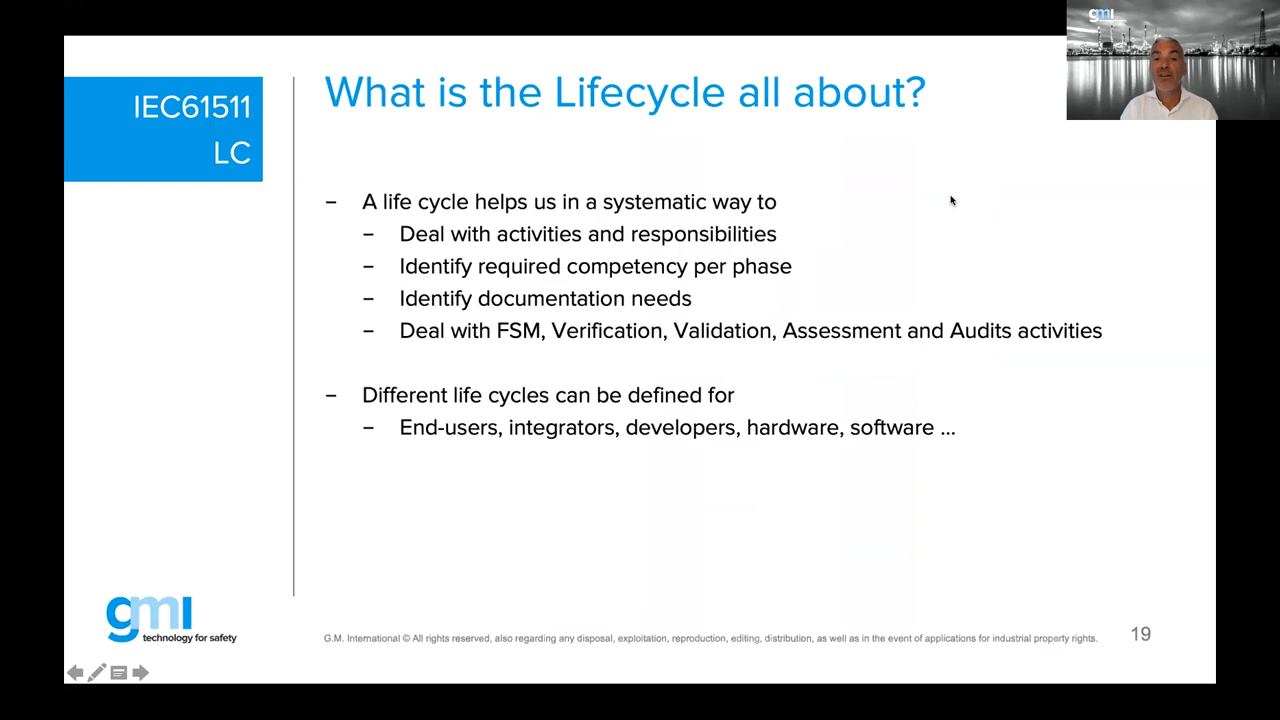 gmi
IEC61511
LC
What is the Lifecycle all about?
– A life cycle helps us in a systematic way to
– Deal with activities and responsibilities
– Identify required competency per phase
– Identify documentation needs
– Deal with FSM, Verification, Validation, Assessment and Audits activities
– Different life cycles can be defined for
– End-users, integrators, developers, hardware, software ...
gmi
technology for safety
G.M. International © All rights reserved, also regarding any disposal, exploitation, reproduction, editing, distribution, as well as in the event of applications for industrial property rights.
19